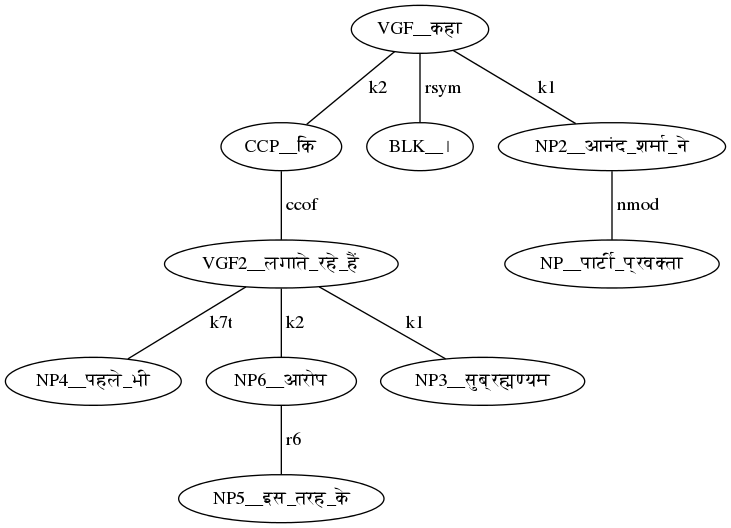 VGF__कहा
k2 rsym k1
CCP__कि BLK__। NP2__आनंद_शर्मा_ने
ccof nmod
VGF2__लगाते_रहे_हैं NP__पार्टी_प्रवक्ता
k7t k2 k1
NP4__पहले_भी NP6__आरोप NP3__सुब्रह्मण्यम
r6
NP5__इस_तरह_के